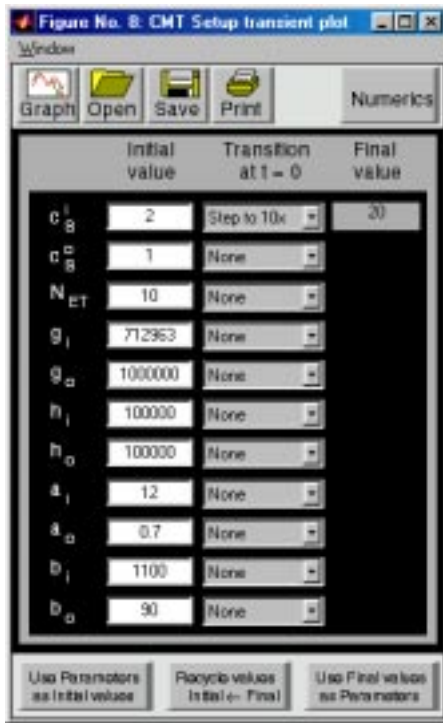 Figure No. 8: CMT Setup transient plot
Window
Graph Open Save Print Numerics
Initial value Transition at t = 0 Final value
c i S 2 Step to 10x 20
c o S 1 None
N ET 10 None
g i 712963 None
g o 1000000 None
h i 100000 None
h o 100000 None
a i 12 None
a o 0.7 None
b i 1100 None
b o 90 None
Use Parameters as Initial values
Recycle values Initial <- Final
Use Final values as Parameters